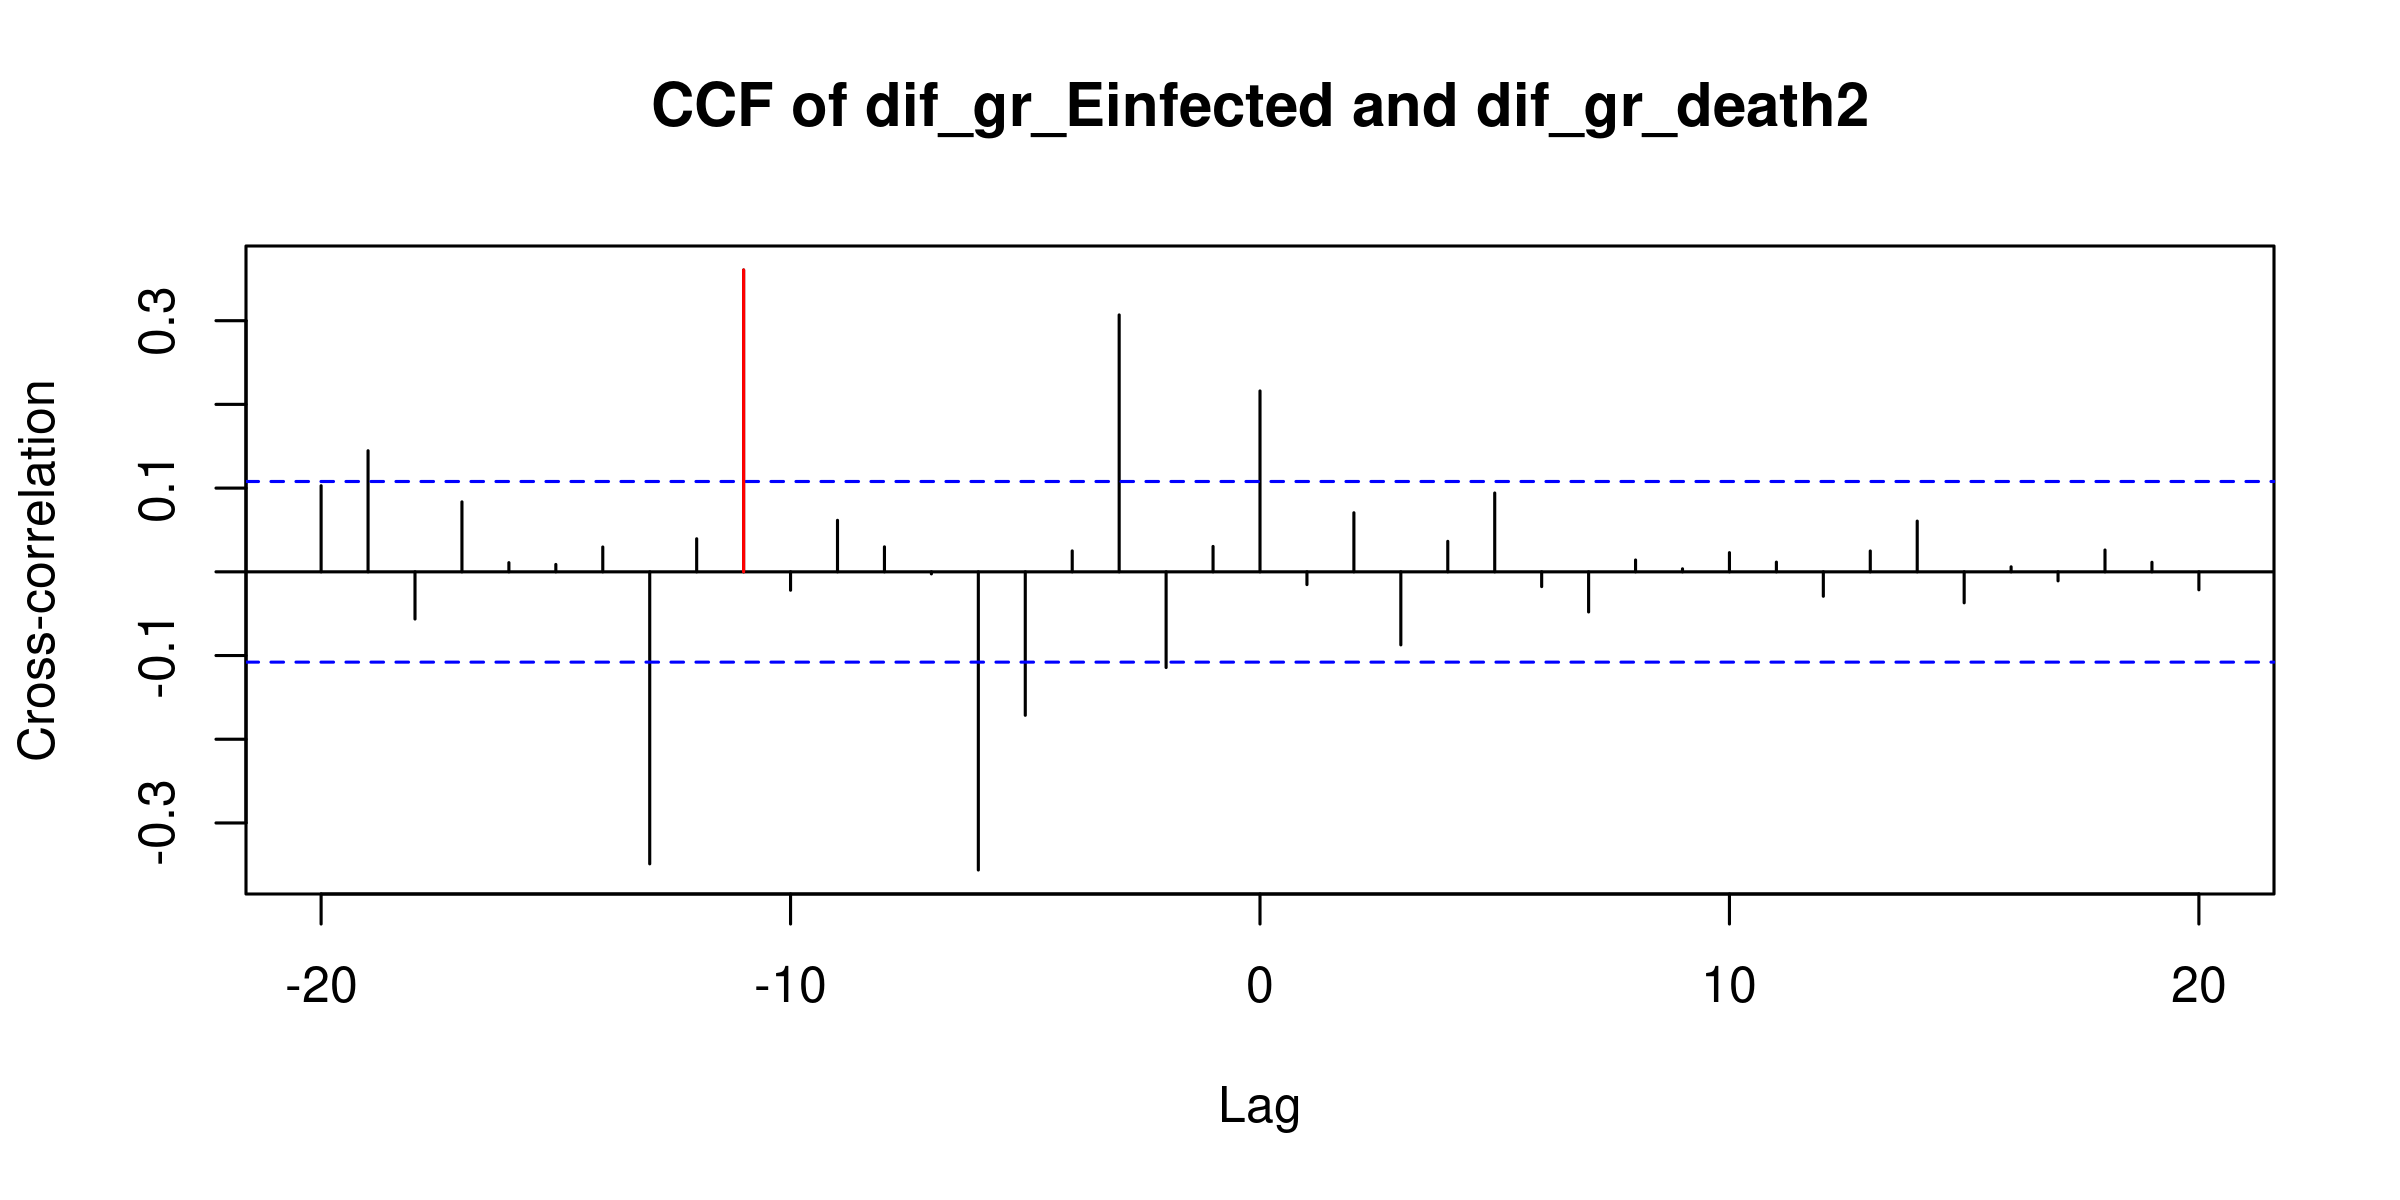 CCF of dif_gr_Einfected and dif_gr_death2
Cross-correlation
0.3
0.1
-0.1
-0.3
-20 -10 0 10 20
Lag